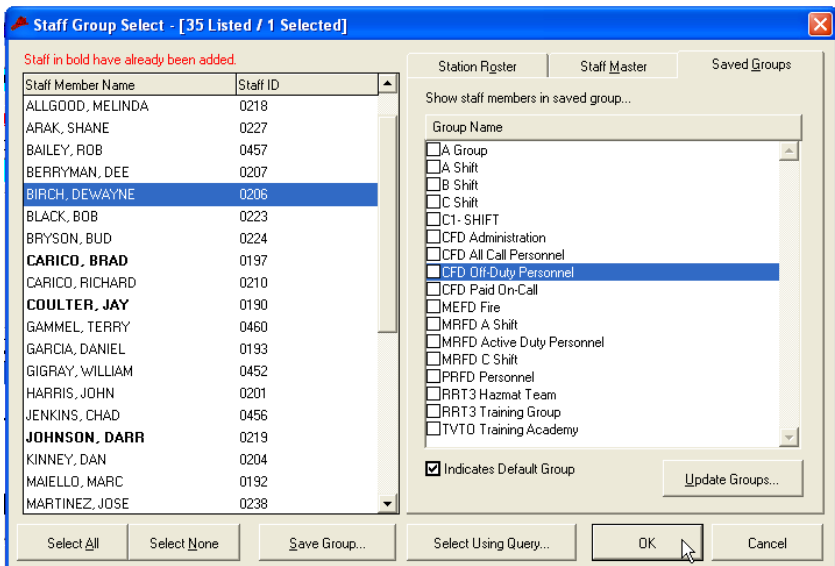 Staff Group Select - [35 Listed / 1 Selected]
Staff in bold have already been added.
Staff Member Name Staff ID
ALLGOOD, MELINDA 0218
ARAK, SHANE 0227
BAILEY, ROB 0457
BERRYMAN, DEE 0207
BIRCH, DEWAYNE 0206
BLACK, BOB 0223
BRYSON, BUD 0224
CARICO, BRAD 0197
CARICO, RICHARD 0210
COULTER, JAY 0190
GAMMEL, TERRY 0460
GARCIA, DANIEL 0193
GIGRAY, WILLIAM 0452
HARRIS, JOHN 0201
JENKINS, CHAD 0456
JOHNSON, DARR 0219
KINNEY, DAN 0204
MAIELLO, MARC 0192
MARTINEZ, JOSE 0238
Station Roster Staff Master Saved Groups
Show staff members in saved group...
Group Name
A Group
A Shift
B Shift
C Shift
C1- SHIFT
CFD Administration
CFD All Call Personnel
CFD Off-Duty Personnel
CFD Paid On-Call
MEFD Fire
MRFD A Shift
MRFD Active Duty Personnel
MRFD C Shift
PRFD Personnel
RRT3 Hazmat Team
RRT3 Training Group
TVTO Training Academy
Indicates Default Group
Update Groups...
Select All Select None Save Group... Select Using Query... OK Cancel